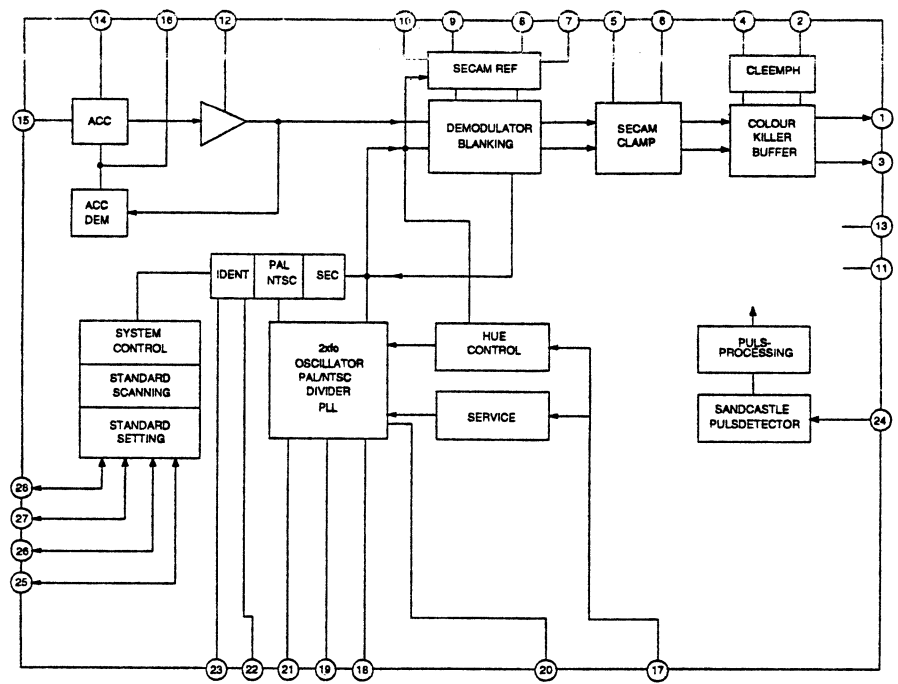 14
16
12
10
9
8
7
5
6
4
2
SECAM REF
CLEEMPH
15
ACC
DEMODULATOR
BLANKING
SECAM
CLAMP
COLOUR
KILLER
BUFFER
1
3
ACC
DEM
13
11
IDENT
PAL
NTSC
SEC
SYSTEM
CONTROL
STANDARD
SCANNING
STANDARD
SETTING
2xfo
OSCILLATOR
PAL/NTSC
DIVIDER
PLL
HUE
CONTROL
SERVICE
PULS-
PROCESSING
SANDCASTLE
PULSDETECTOR
24
28
27
26
25
23
22
21
19
18
20
17